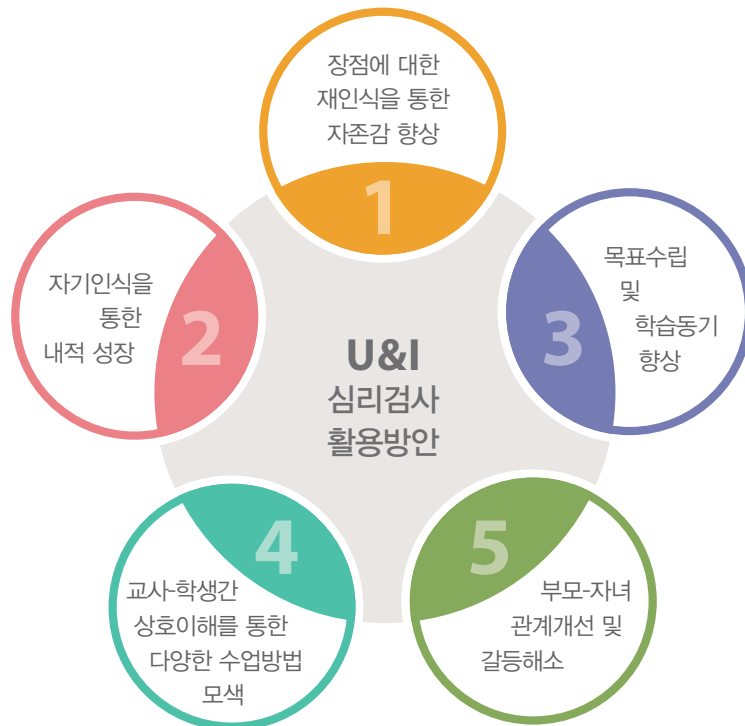 장점에 대한
재인식을 통한
자존감 향상
1
자기인식을
통한
내적 성장
2
3
목표수립
및
학습동기
향상
U&I
심리검사
활용방안
4
교사-학생간
상호이해를 통한
다양한 수업방법
모색
5
부모-자녀
관계개선 및
갈등해소